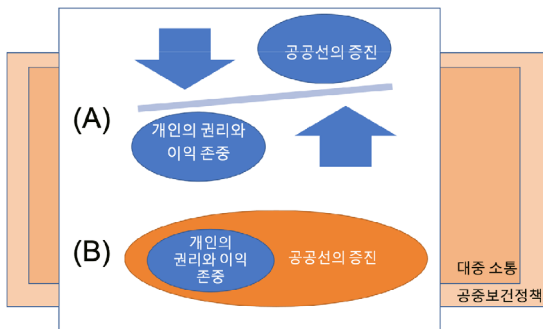 공공선의 증진
(A)
개인의 권리와
이익 존중
(B)
개인의
권리와 이익
존중
공공선의 증진
대중 소통
공중보건정책